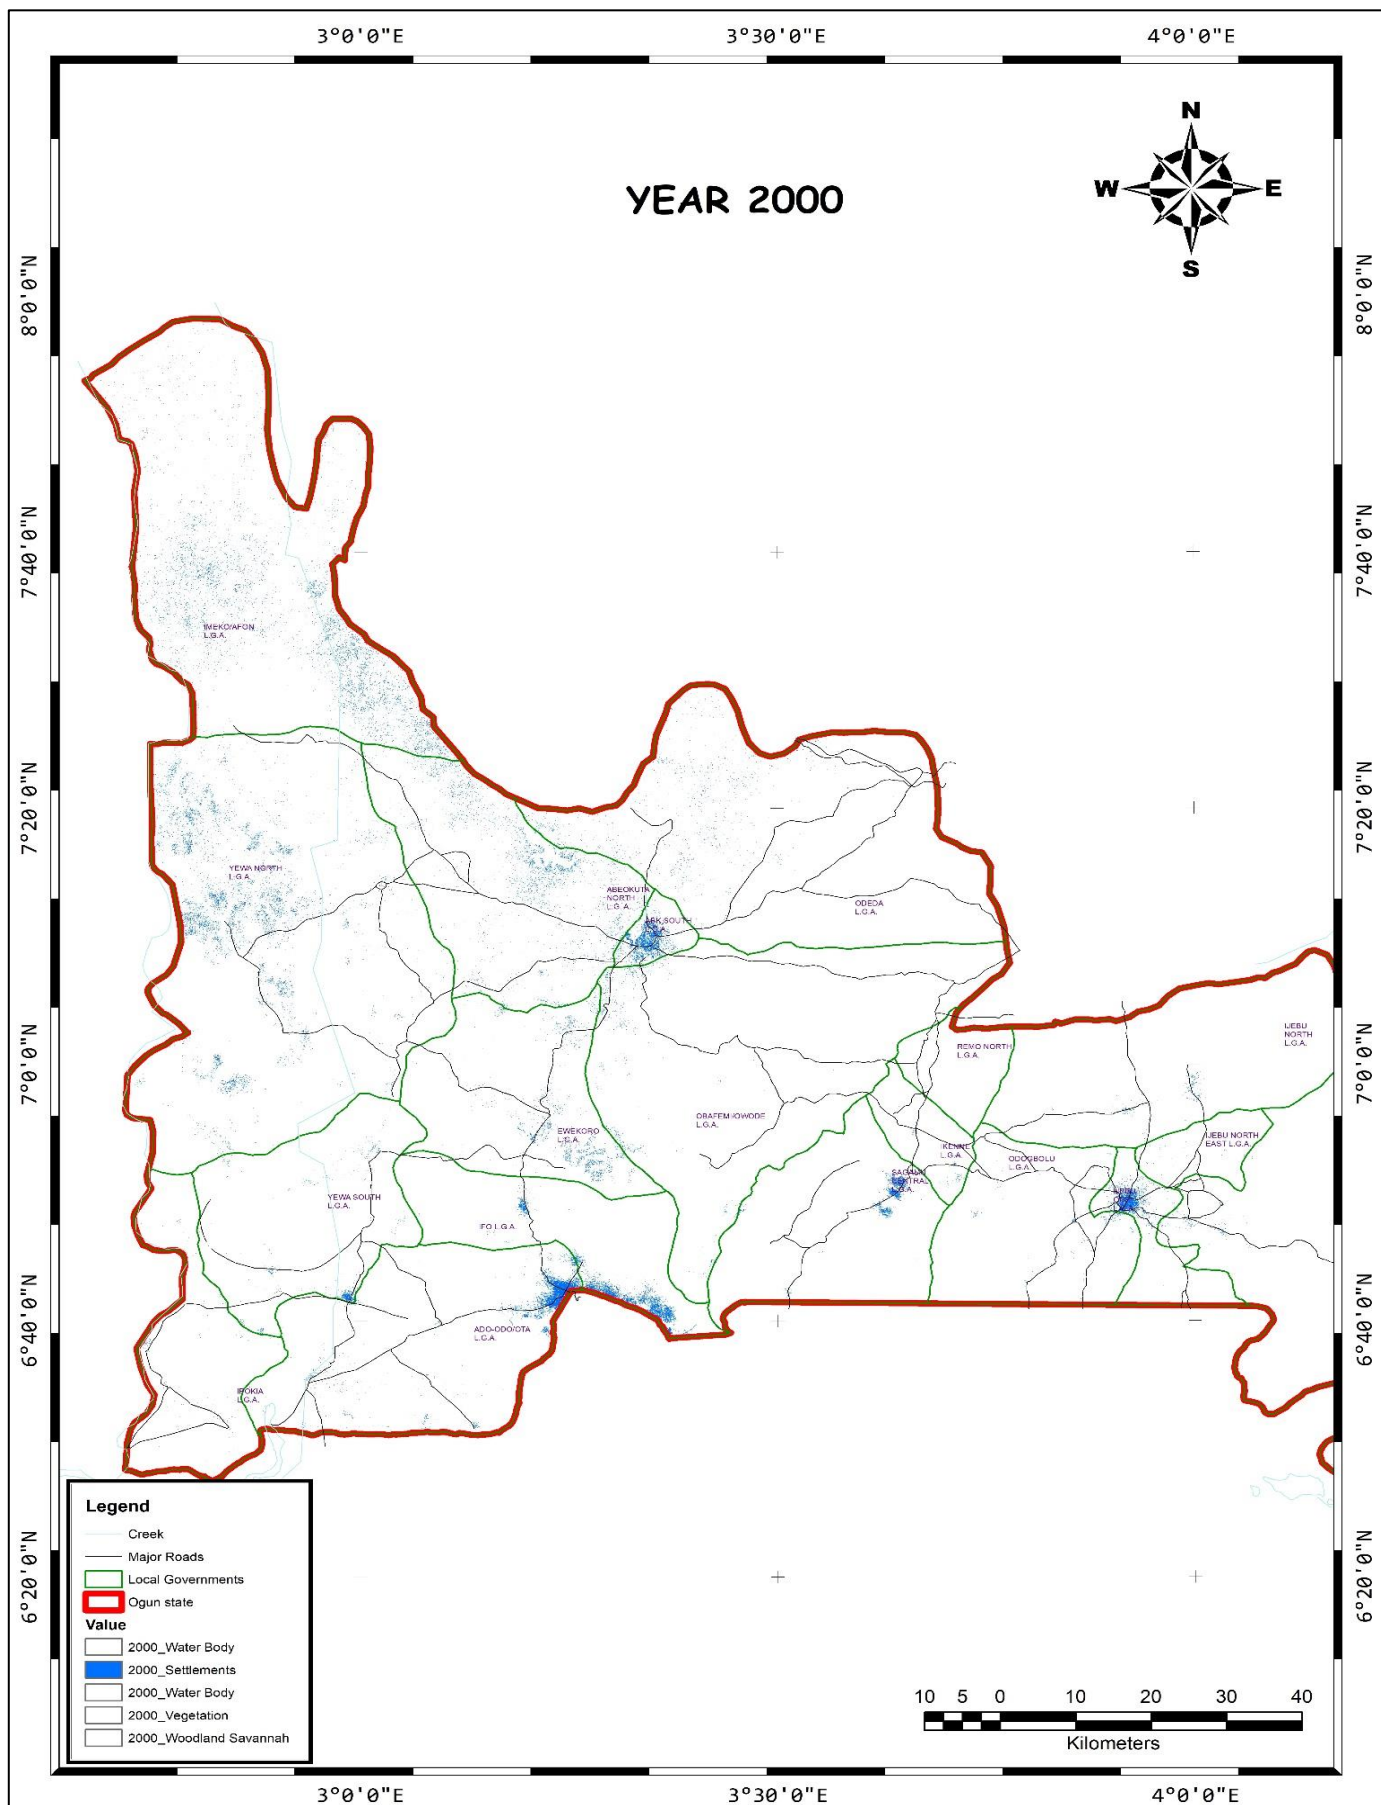 3°0'0"E
3°30'0"E
4°0'0"E
N
W
E
S
YEAR 2000
8°0'0"N
8°0'0"N
7°40'0"N
7°40'0"N
IMEKO/AFON
L.G.A.
7°20'0"N
7°20'0"N
YEWA NORTH
L.G.A.
ABEOKUTA
NORTH
L.G.A.
ODEDA
L.G.A.
SOUTH
7°0'0"N
7°0'0"N
IJEBU
NORTH
L.G.A.
REMO NORTH
L.G.A.
OBAFEMI/OWODE
L.G.A.
EWEKORO
L.G.A.
IJEBU NORTH
EAST L.G.A.
IKENNE
L.G.A.
ODOGBOLU
L.G.A.
SAGAMU
CENTRAL
L.G.A.
YEWA SOUTH
L.G.A.
IFO L.G.A.
6°40'0"N
6°40'0"N
ADO-ODO/OTA
L.G.A.
IPOKIA
L.G.A.
6°20'0"N
6°20'0"N
Legend
Creek
Major Roads
Local Governments
Ogun state
Value
2000_Water Body
2000_Settlements
2000_Water Body
2000_Vegetation
2000_Woodland Savannah
10 5 0 10 20 30 40
Kilometers
3°0'0"E
3°30'0"E
4°0'0"E